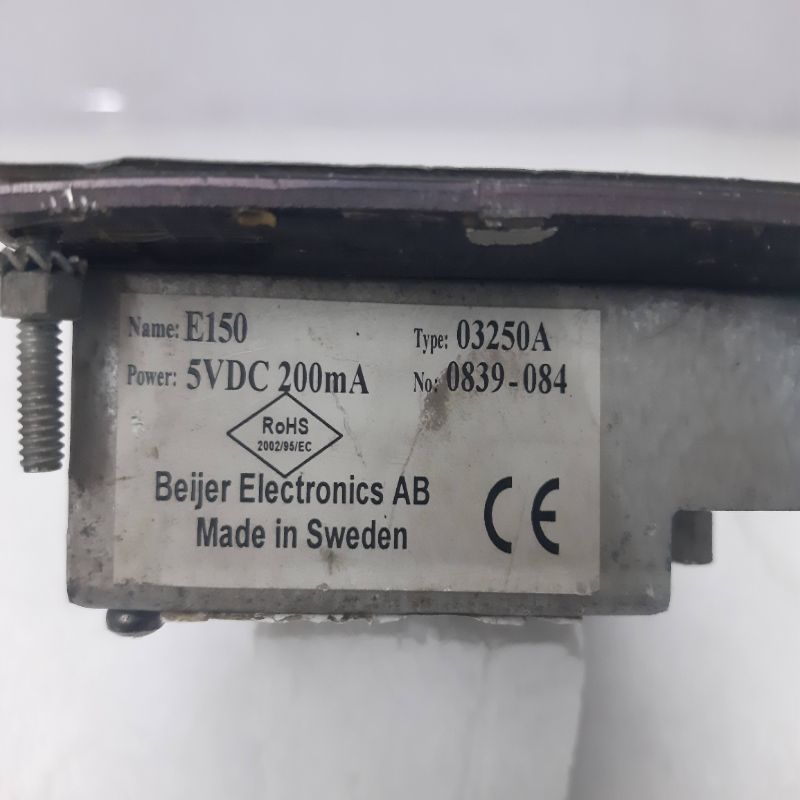 Name: E150 Type: 03250A
Power: 5VDC 200mA No: 0839-084
RoHS
2002/95/EC
Beijer Electronics AB
Made in Sweden
CE